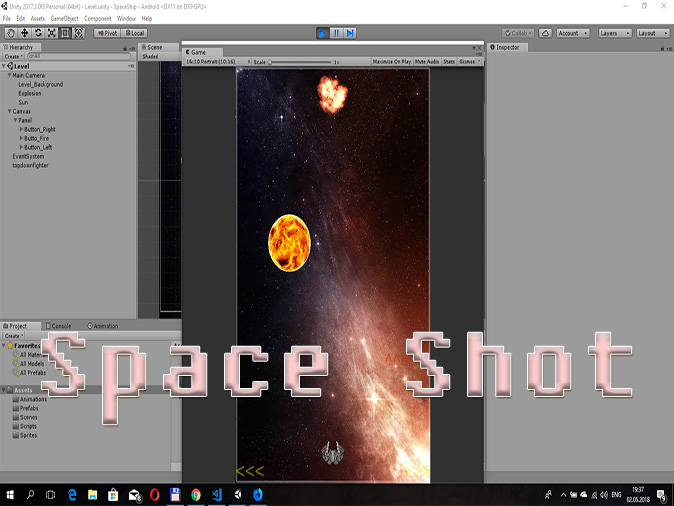 Unity 2017.3.0f3 Personal (64bit) - Level.unity - SpaceShip - Android <DX11 on DX9 GPU>
File Edit Assets GameObject Component Window Help
Pivot Local Collab Account Layers Layout
Hierarchy
Create All
Level
Main Camera
Level_Background
Explosion
Sun
Canvas
Panel
Button_Right
Butto_Fire
Button_Left
EventSystem
topdownfighter
Scene
Shaded
Game
16:10 Portrait (10:16) Scale 1x Maximize On Play Mute Audio Stats Gizmos
Inspector
<<<
Space Shot
Project Console Animation
Create
Favorites
All Materi
All Models
All Prefabs
Assets
Animations
Prefabs
Scenes
Scripts
Sprites
ENG
19:37
02.05.2018